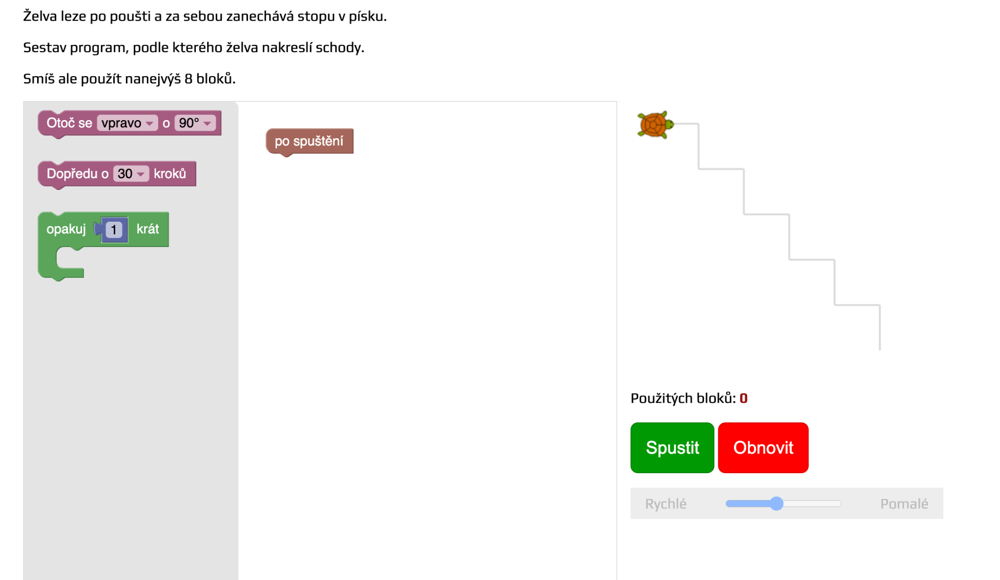 Želva leze po poušti a za sebou zanechává stopu v písku.
Sestav program, podle kterého želva nakreslí schody.
Smíš ale použít nanejvýš 8 bloků.
Otoč se vpravo o 90°
Dopředu o 30 kroků
opakuj 1 krát
po spuštění
Použitých bloků: 0
Spustit Obnovit
Rychlé Pomalé